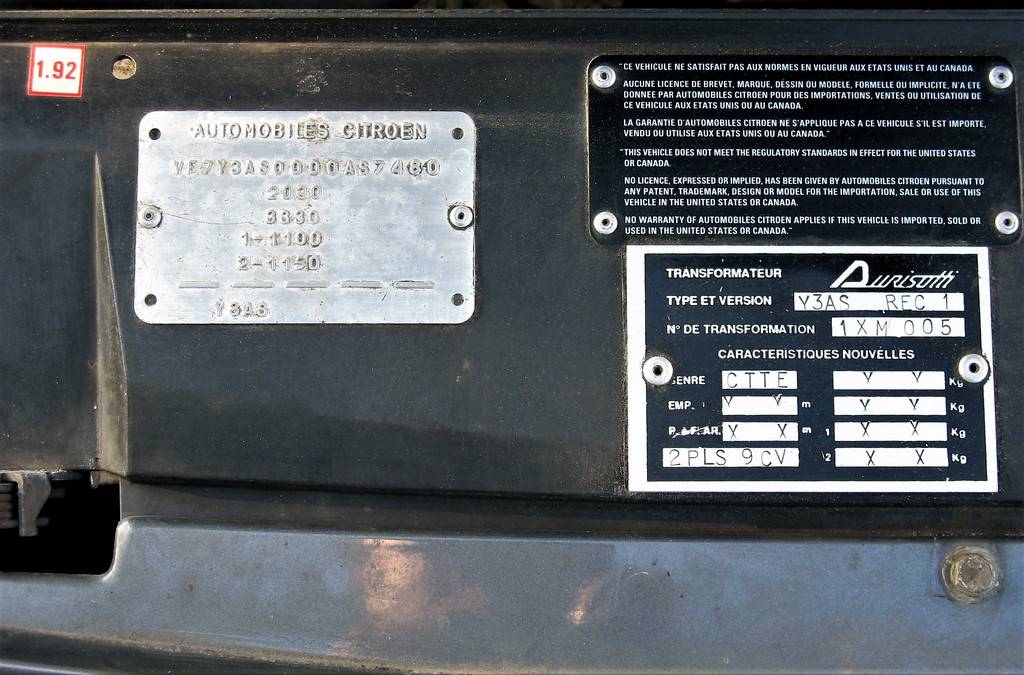 1.92
AUTOMOBILES CITROEN
VF7Y3AS0000AS7480
2030
3330
1-1100
2-1150
Y3AS
"CE VEHICULE NE SATISFAIT PAS AUX NORMES EN VIGUEUR AUX ETATS UNIS ET AU CANADA.
AUCUNE LICENCE DE BREVET, MARQUE, DESSIN OU MODELE, FORMELLE OU IMPLICITE, N'A ETE
DONNEE PAR AUTOMOBILES CITROEN POUR DES IMPORTATIONS, VENTES OU UTILISATION DE
CE VEHICULE AUX ETATS UNIS OU AU CANADA.
LA GARANTIE D'AUTOMOBILES CITROEN NE S'APPLIQUE PAS A CE VEHICULE S'IL EST IMPORTE,
VENDU OU UTILISE AUX ETATS UNIS OU AU CANADA."
"THIS VEHICLE DOES NOT MEET THE REGULATORY STANDARDS IN EFFECT FOR THE UNITED STATES
OR CANADA.
NO LICENCE, EXPRESSED OR IMPLIED, HAS BEEN GIVEN BY AUTOMOBILES CITROEN PURSUANT TO
ANY PATENT, TRADEMARK, DESIGN OR MODEL FOR THE IMPORTATION, SALE OR USE OF THIS
VEHICLE IN THE UNITED STATES OR CANADA.
NO WARRANTY OF AUTOMOBILES CITROEN APPLIES IF THIS VEHICLE IS IMPORTED, SOLD OR
USED IN THE UNITED STATES OR CANADA."
TRANSFORMATEUR Durisotti
TYPE ET VERSION Y3AS REC 1
N° DE TRANSFORMATION 1XM 005
CARACTERISTIQUES NOUVELLES
GENRE CTTE X X Kg
EMP. X X m X X Kg
P.à F. AR. X X m 1 X X Kg
2PLS 9CV 2 X X Kg